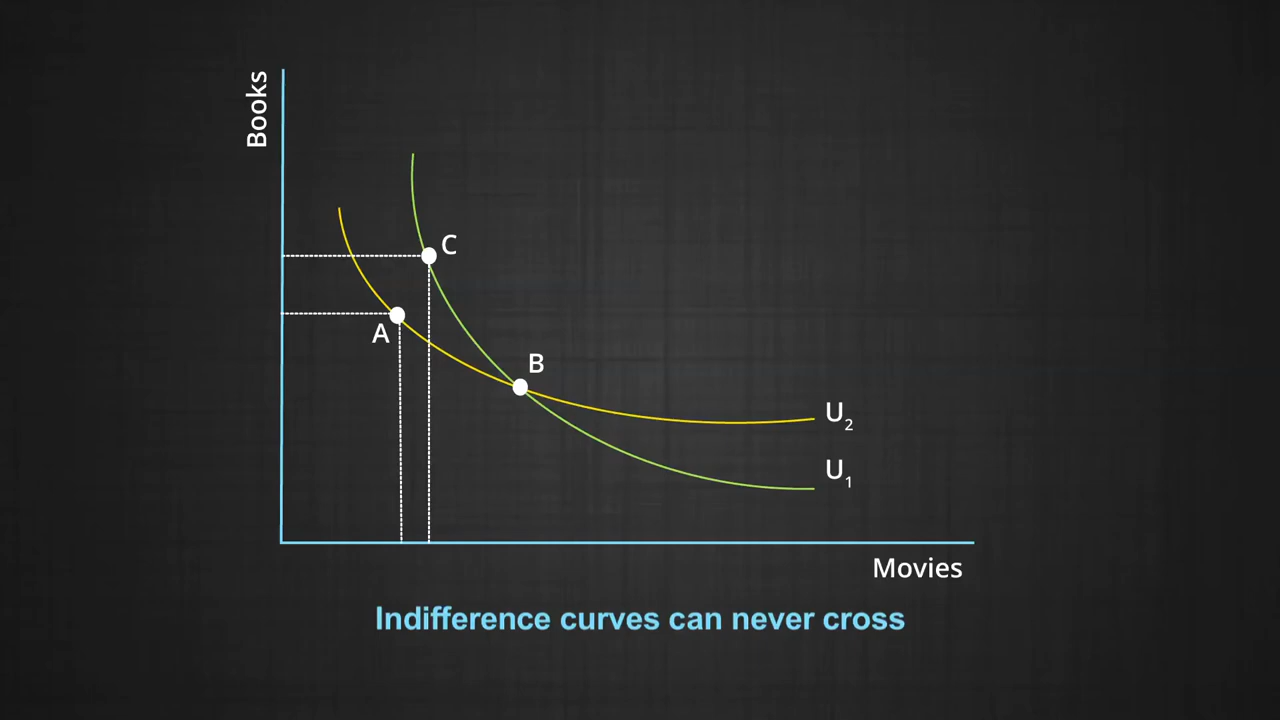 Books
C
A
B
U₂
U₁
Movies
Indifference curves can never cross